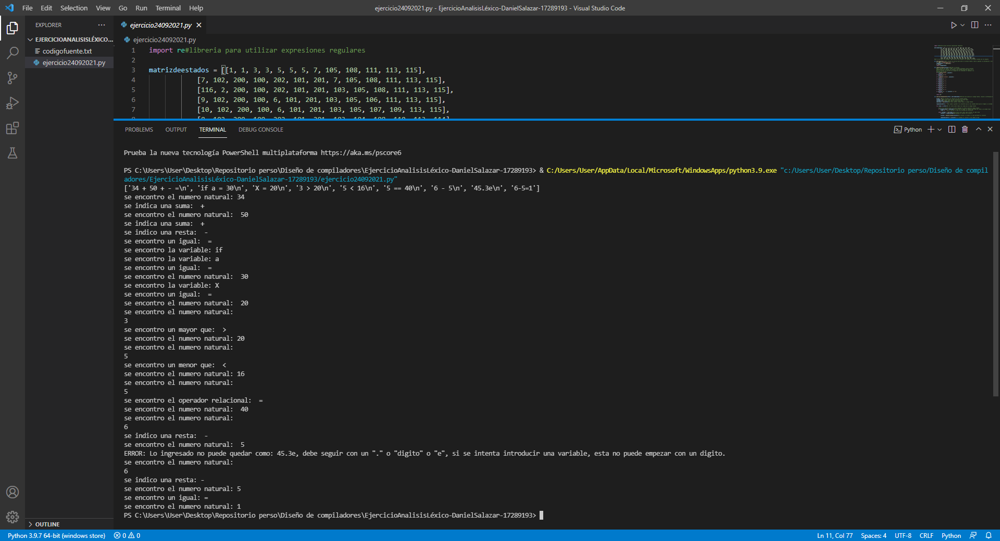 File Edit Selection View Go Run Terminal Help
ejercicio24092021.py - EjercicioAnalisisLéxico-DanielSalazar-17289193 - Visual Studio Code
EXPLORER ···
EJERCICIOANALISISLÉXICO...
codigofuente.txt
ejercicio24092021.py
OUTLINE
ejercicio24092021.py
ejercicio24092021.py
1 import re#libreria para utilizar expresiones regulares
2
3 matrizdeestados = [[1, 1, 3, 3, 5, 5, 5, 7, 105, 108, 111, 113, 115],
4 [7, 102, 200, 100, 202, 101, 201, 7, 105, 108, 111, 113, 115],
5 [116, 2, 200, 100, 202, 101, 201, 103, 105, 108, 111, 113, 115],
6 [9, 102, 200, 100, 6, 101, 201, 103, 105, 106, 111, 113, 115],
7 [10, 102, 200, 100, 6, 101, 201, 103, 105, 107, 109, 113, 115],
PROBLEMS OUTPUT TERMINAL DEBUG CONSOLE
Python
Prueba la nueva tecnología PowerShell multiplataforma https://aka.ms/pscore6
PS C:\Users\User\Desktop\Repositorio perso\Diseño de compiladores\EjercicioAnalisisLéxico-DanielSalazar-17289193> & C:/Users/User/AppData/Local/Microsoft/WindowsApps/python3.9.exe "c:/Users/User/Desktop/Repositorio perso/Diseño de compil
adores/EjercicioAnalisisLéxico-DanielSalazar-17289193/ejercicio24092021.py"
['34 + 50 + - =\n', 'if a = 30\n', 'X = 20\n', '3 > 20\n', '5 < 16\n', '5 == 40\n', '6 - 5\n', '45.3e\n', '6-5=1']
se encontro el numero natural: 34
se indica una suma:  +
se encontro el numero natural:  50
se indica una suma:  +
se indico una resta:  -
se encontro un igual:  =
se encontro la variable: if
se encontro la variable: a
se encontro un igual:  =
se encontro el numero natural:  30
se encontro la variable: X
se encontro un igual:  =
se encontro el numero natural:  20
se encontro el numero natural:
3
se encontro un mayor que:  >
se encontro el numero natural: 20
se encontro el numero natural:
5
se encontro un menor que:  <
se encontro el numero natural: 16
se encontro el numero natural:
5
se encontro el operador relacional:  =
se encontro el numero natural:  40
se encontro el numero natural:
6
se indico una resta:  -
se encontro el numero natural:  5
ERROR: Lo ingresado no puede quedar como: 45.3e, debe seguir con un "." o "digito" o "e", si se intenta introducir una variable, esta no puede empezar con un digito.
se encontro el numero natural:
6
se indico una resta: -
se encontro el numero natural: 5
se encontro un igual: =
se encontro el numero natural: 1
PS C:\Users\User\Desktop\Repositorio perso\Diseño de compiladores\EjercicioAnalisisLéxico-DanielSalazar-17289193>
Python 3.9.7 64-bit (windows store) 0 0 Ln 11, Col 77 Spaces: 4 UTF-8 CRLF Python